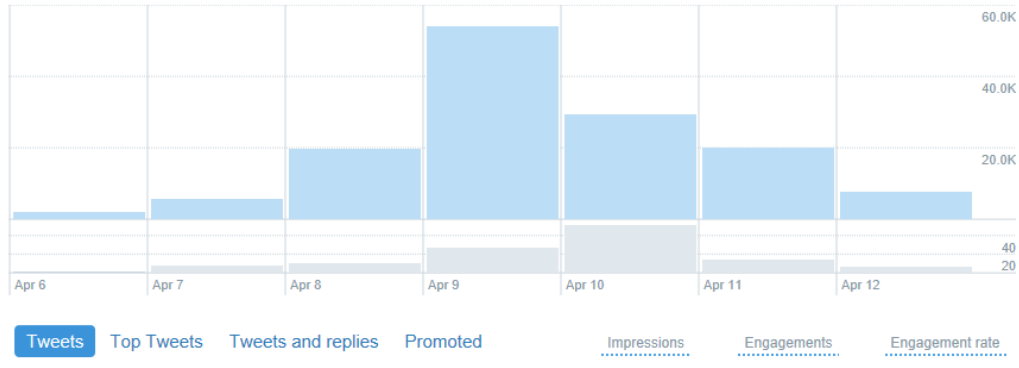 60.0K
40.0K
20.0K
40
20
Apr 6 Apr 7 Apr 8 Apr 9 Apr 10 Apr 11 Apr 12
Tweets Top Tweets Tweets and replies Promoted Impressions Engagements Engagement rate